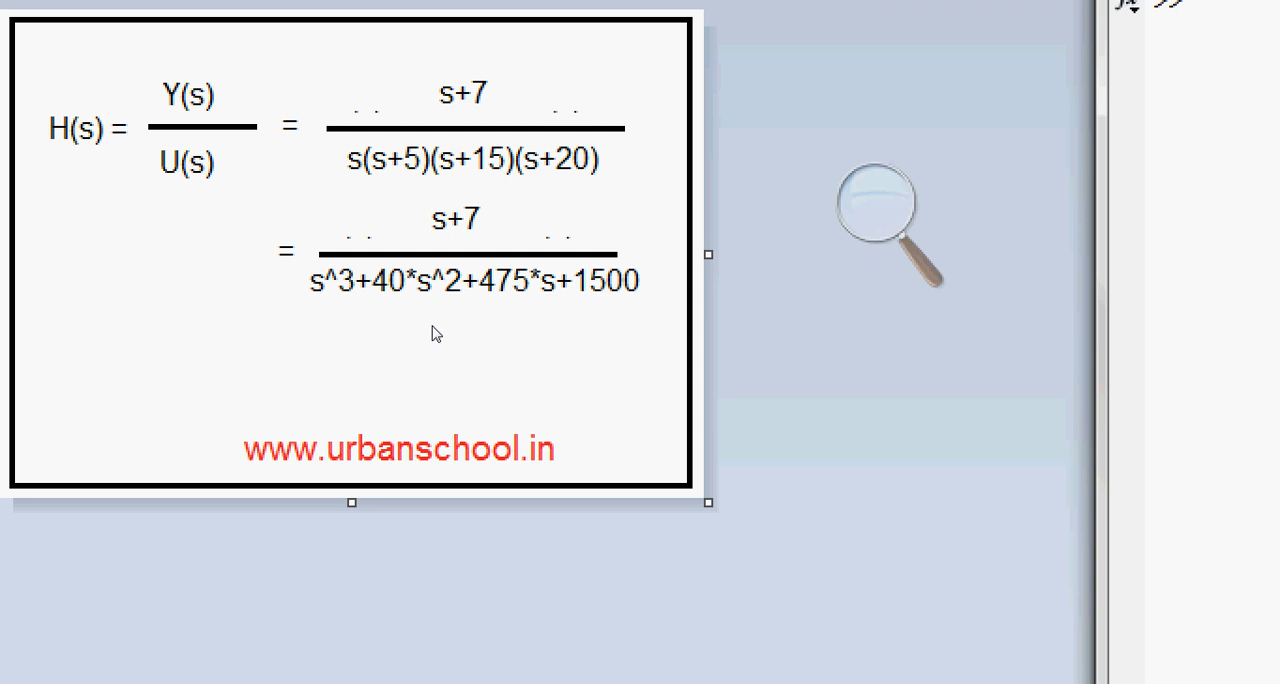 Y(s)
H(s) =
U(s)
=
s+7
s(s+5)(s+15)(s+20)
=
s+7
s^3+40*s^2+475*s+1500
www.urbanschool.in
>>